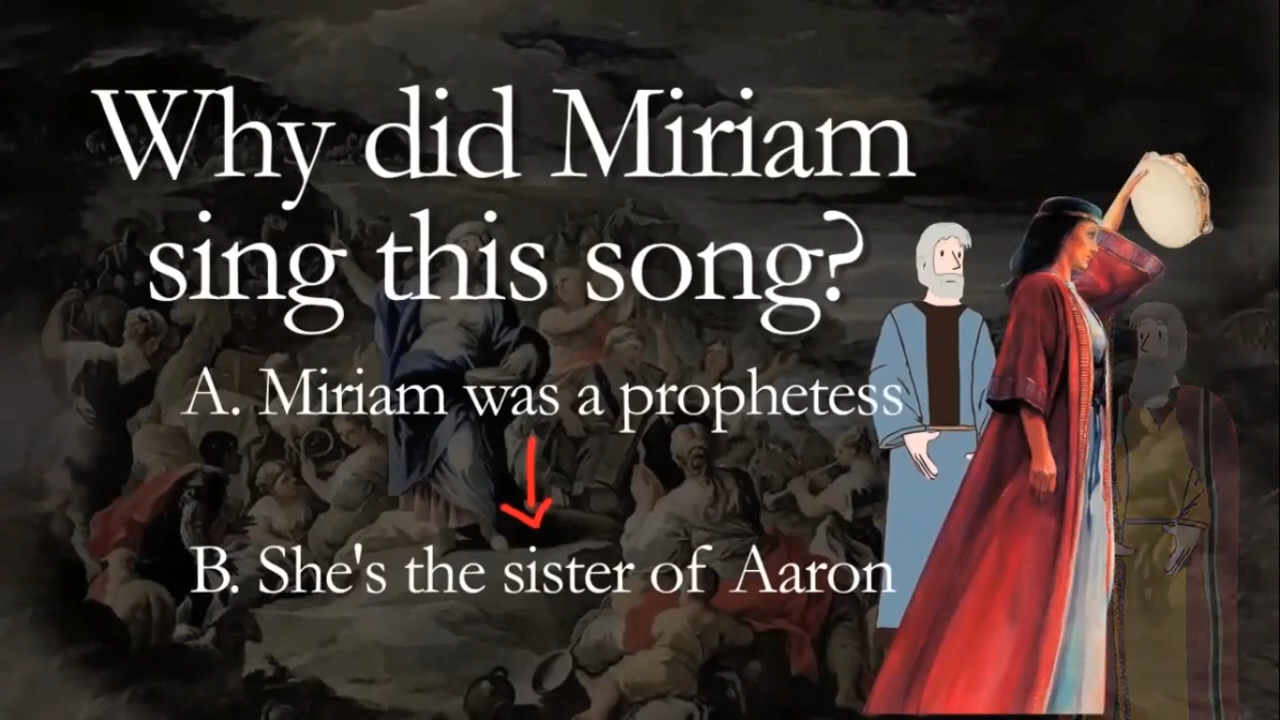 Why did Miriam
sing this song?
A. Miriam was a prophetess
B. She's the sister of Aaron